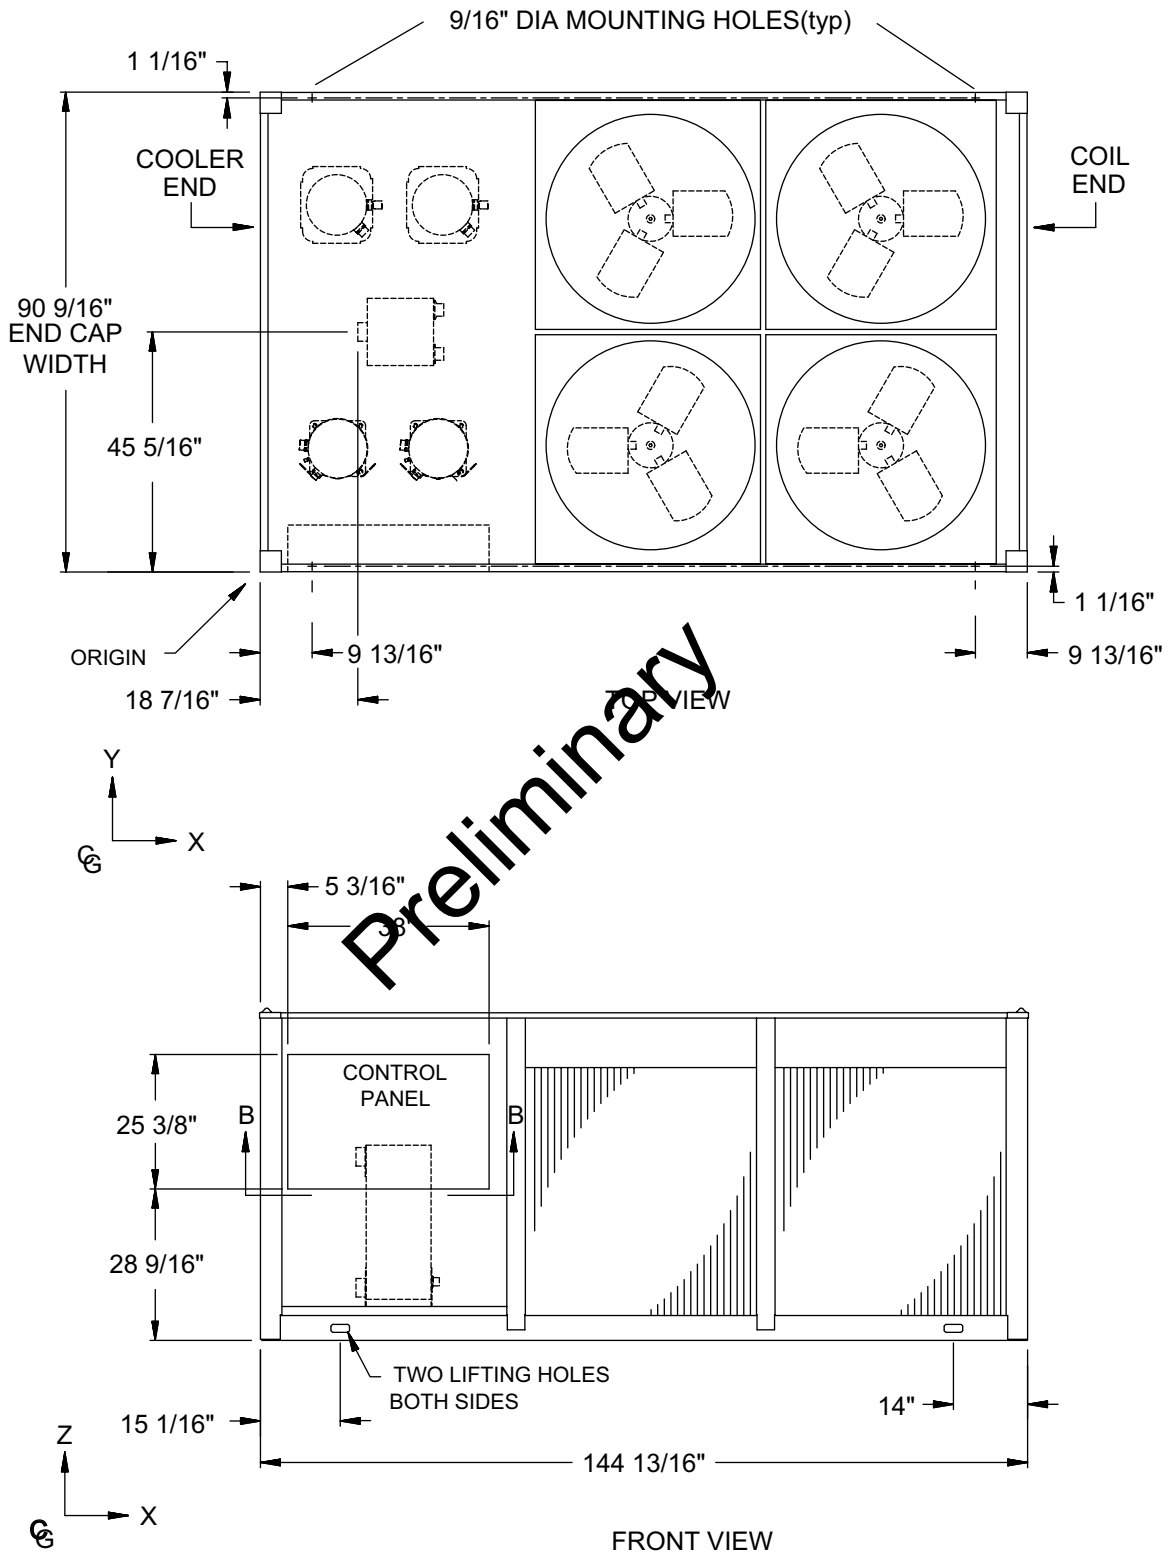 9/16" DIA MOUNTING HOLES(typ)
1 1/16"
COOLER
END
COIL
END
90 9/16"
END CAP
WIDTH
45 5/16"
1 1/16"
ORIGIN
9 13/16"
9 13/16"
18 7/16"
TOP VIEW
Preliminary
Y
X
CG
5 3/16"
38"
CONTROL
PANEL
25 3/8"
B
B
28 9/16"
TWO LIFTING HOLES
BOTH SIDES
15 1/16"
14"
Z
144 13/16"
X
CG
FRONT VIEW